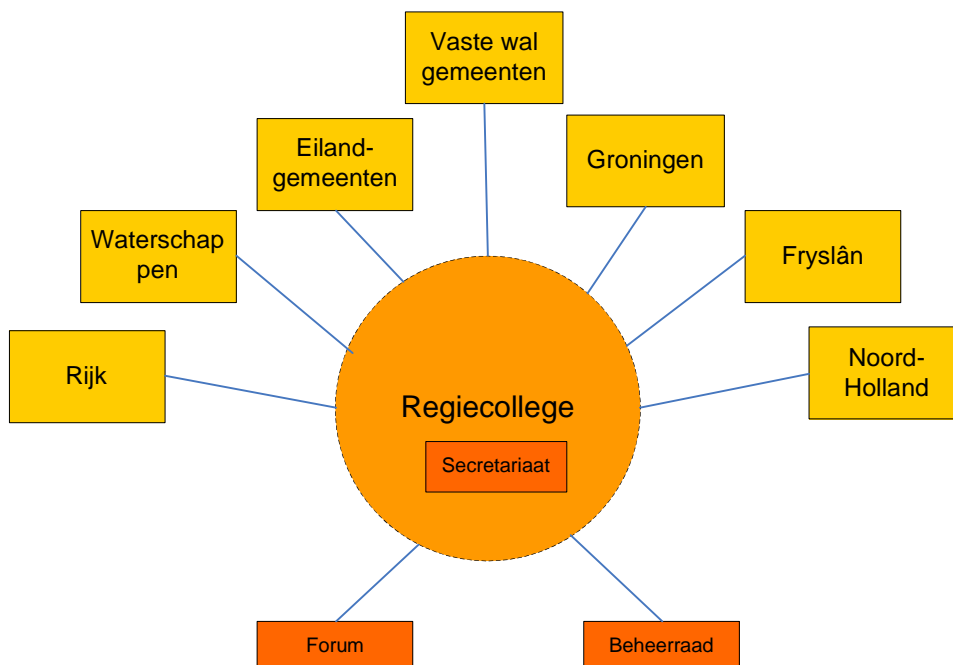 Vaste wal
gemeenten
Eiland-
gemeenten
Groningen
Waterschap
pen
Fryslân
Rijk
Noord-
Holland
Regiecollege
Secretariaat
Forum
Beheerraad